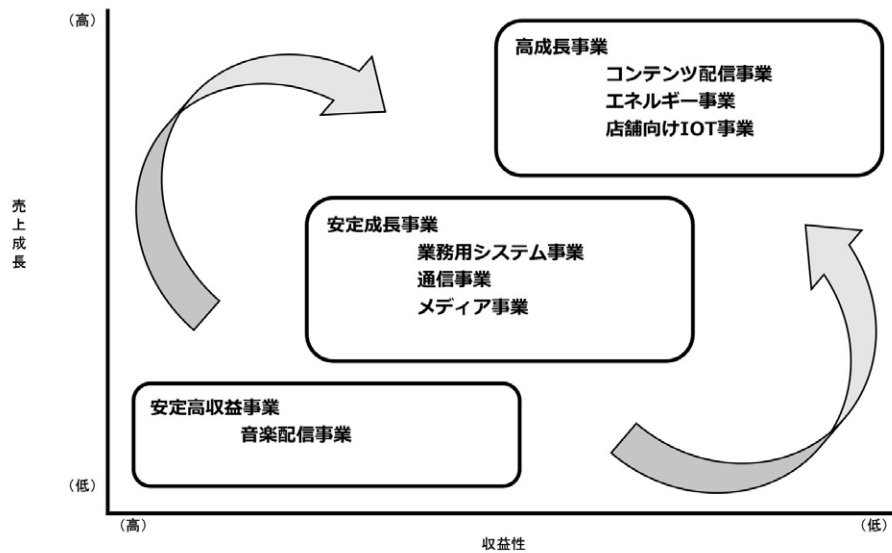 （高）
高成長事業
コンテンツ配信事業
エネルギー事業
店舗向けIOT事業
売上成長
安定成長事業
業務用システム事業
通信事業
メディア事業
安定高収益事業
音楽配信事業
（低）
（高）
（低）
収益性